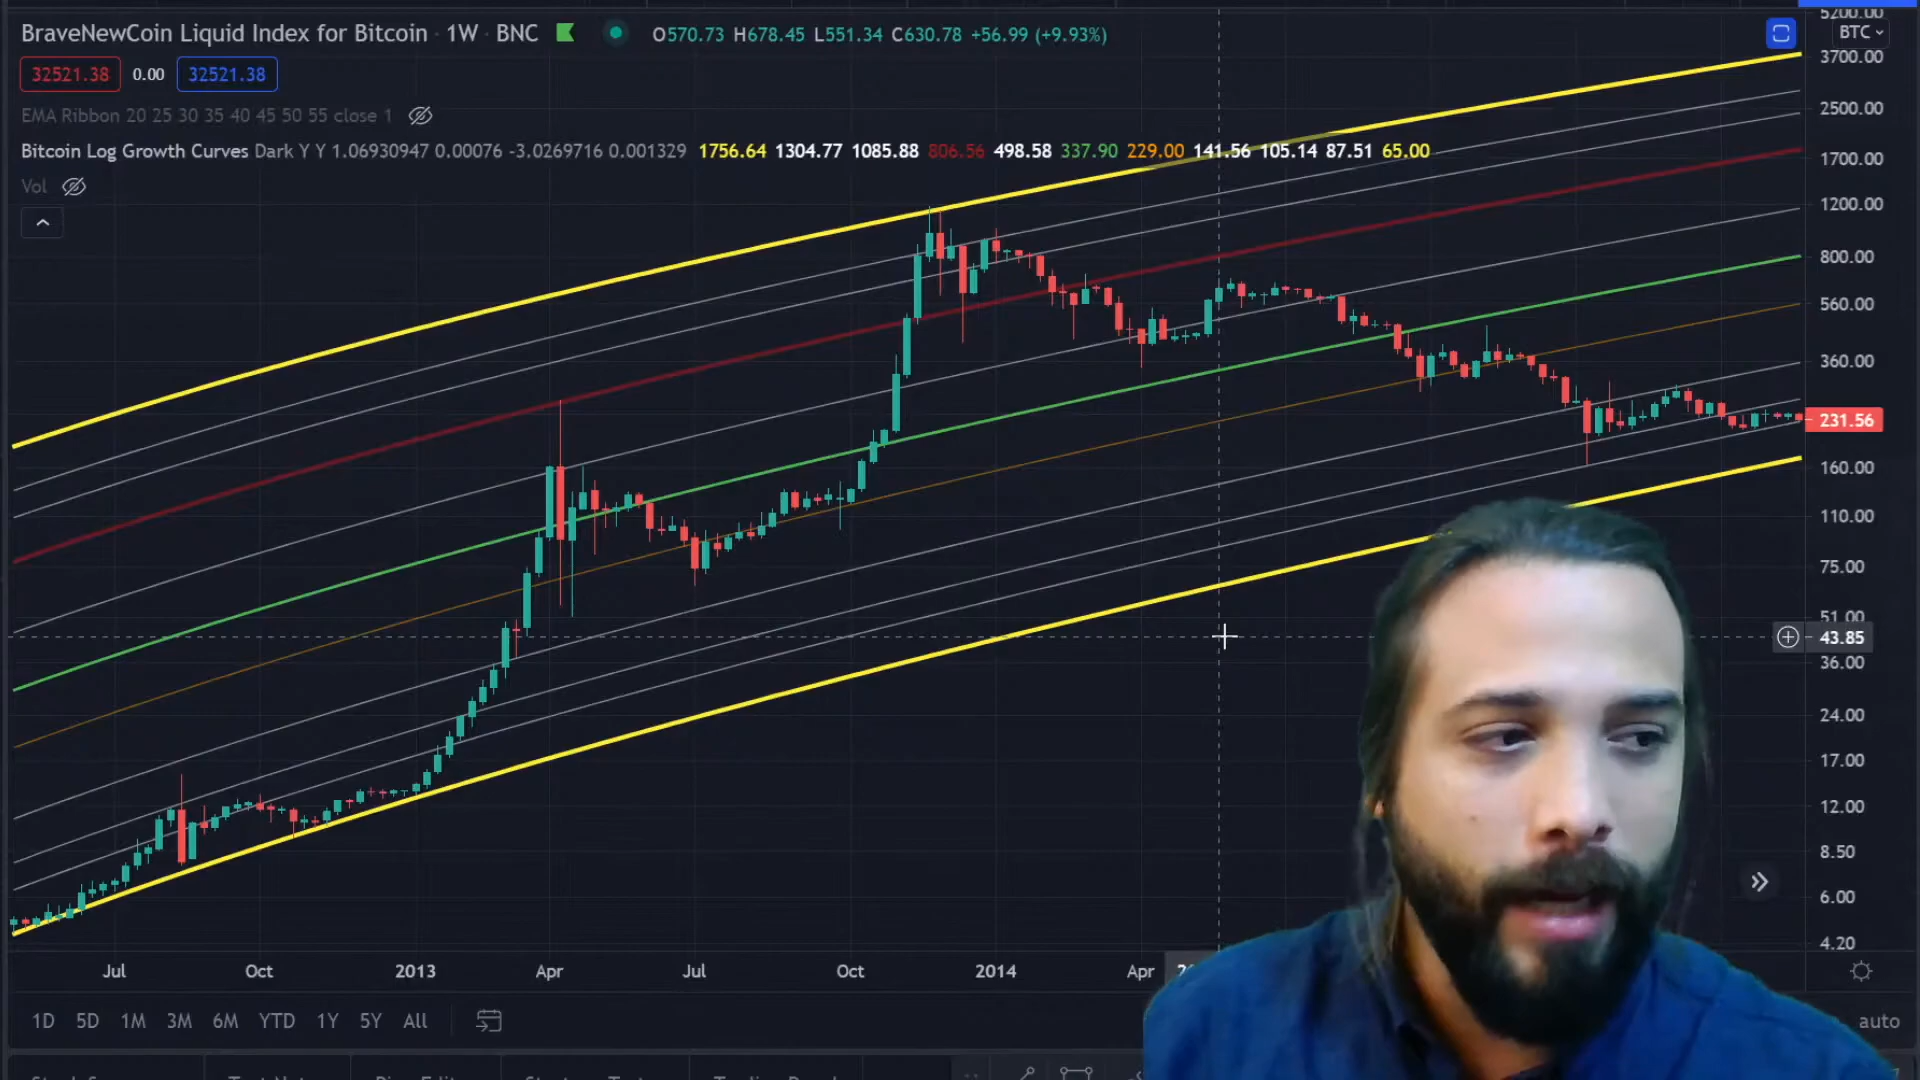 BraveNewCoin Liquid Index for Bitcoin · 1W · BNC O570.73 H678.45 L551.34 C630.78 +56.99 (+9.93%)
32521.38 0.00 32521.38
EMA Ribbon 20 25 30 35 40 45 50 55 close 1
Bitcoin Log Growth Curves Dark Y Y 1.06930947 0.00076 -3.0269716 0.001329 1756.64 1304.77 1085.88 806.56 498.58 337.90 229.00 141.56 105.14 87.51 65.00
Vol
5200.00
BTC
3700.00
2500.00
1700.00
1200.00
800.00
560.00
360.00
231.56
160.00
110.00
75.00
51.00
43.85
36.00
24.00
17.00
12.00
8.50
6.00
4.20
Jul Oct 2013 Apr Jul Oct 2014 Apr
1D 5D 1M 3M 6M YTD 1Y 5Y All
auto